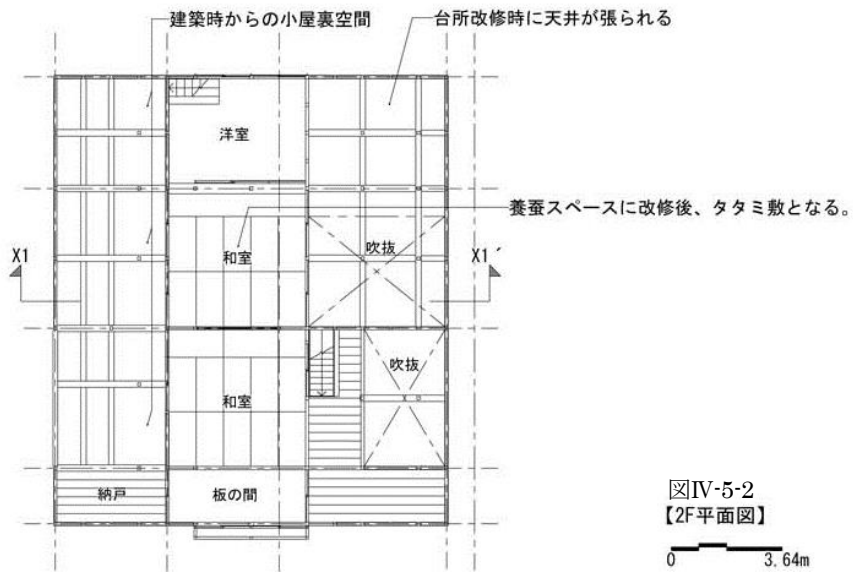 建築時からの小屋裏空間
台所改修時に天井が張られる
洋室
養蚕スペースに改修後、タタミ敷となる。
吹抜
和室
X1
X1´
吹抜
和室
納戸
板の間
図Ⅳ-5-2
【2F平面図】
0 3.64m